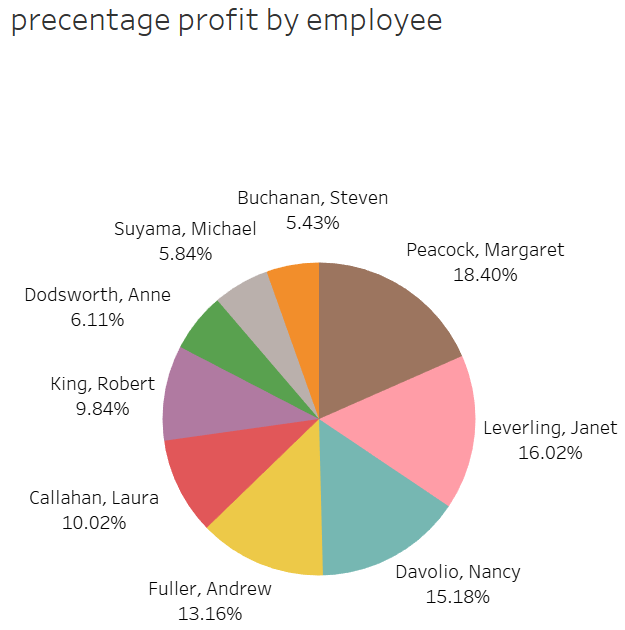 precentage profit by employee
Buchanan, Steven
5.43%
Suyama, Michael
5.84%
Peacock, Margaret
18.40%
Dodsworth, Anne
6.11%
King, Robert
9.84%
Leverling, Janet
16.02%
Callahan, Laura
10.02%
Davolio, Nancy
15.18%
Fuller, Andrew
13.16%